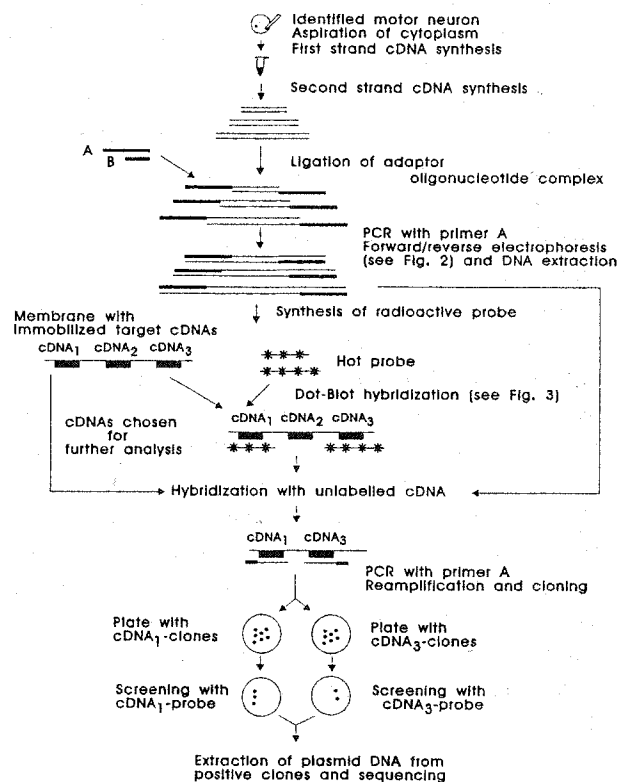 Identified motor neuron
Aspiration of cytoplasm
First strand cDNA synthesis
Second strand cDNA synthesis
A
B
Ligation of adaptor
oligonucleotide complex
PCR with primer A
Forward/reverse electrophoresis
(see Fig. 2) and DNA extraction
Synthesis of radioactive probe
Membrane with
immobilized target cDNAs
cDNA1 cDNA2 cDNA3
Hot probe
Dot-Blot hybridization (see Fig. 3)
cDNA1 cDNA2 cDNA3
cDNAs chosen
for
further analysis
Hybridization with unlabelled cDNA
cDNA1 cDNA3
PCR with primer A
Reamplification and cloning
Plate with
cDNA1-clones
Plate with
cDNA3-clones
Screening with
cDNA1-probe
Screening with
cDNA3-probe
Extraction of plasmid DNA from
positive clones and sequencing